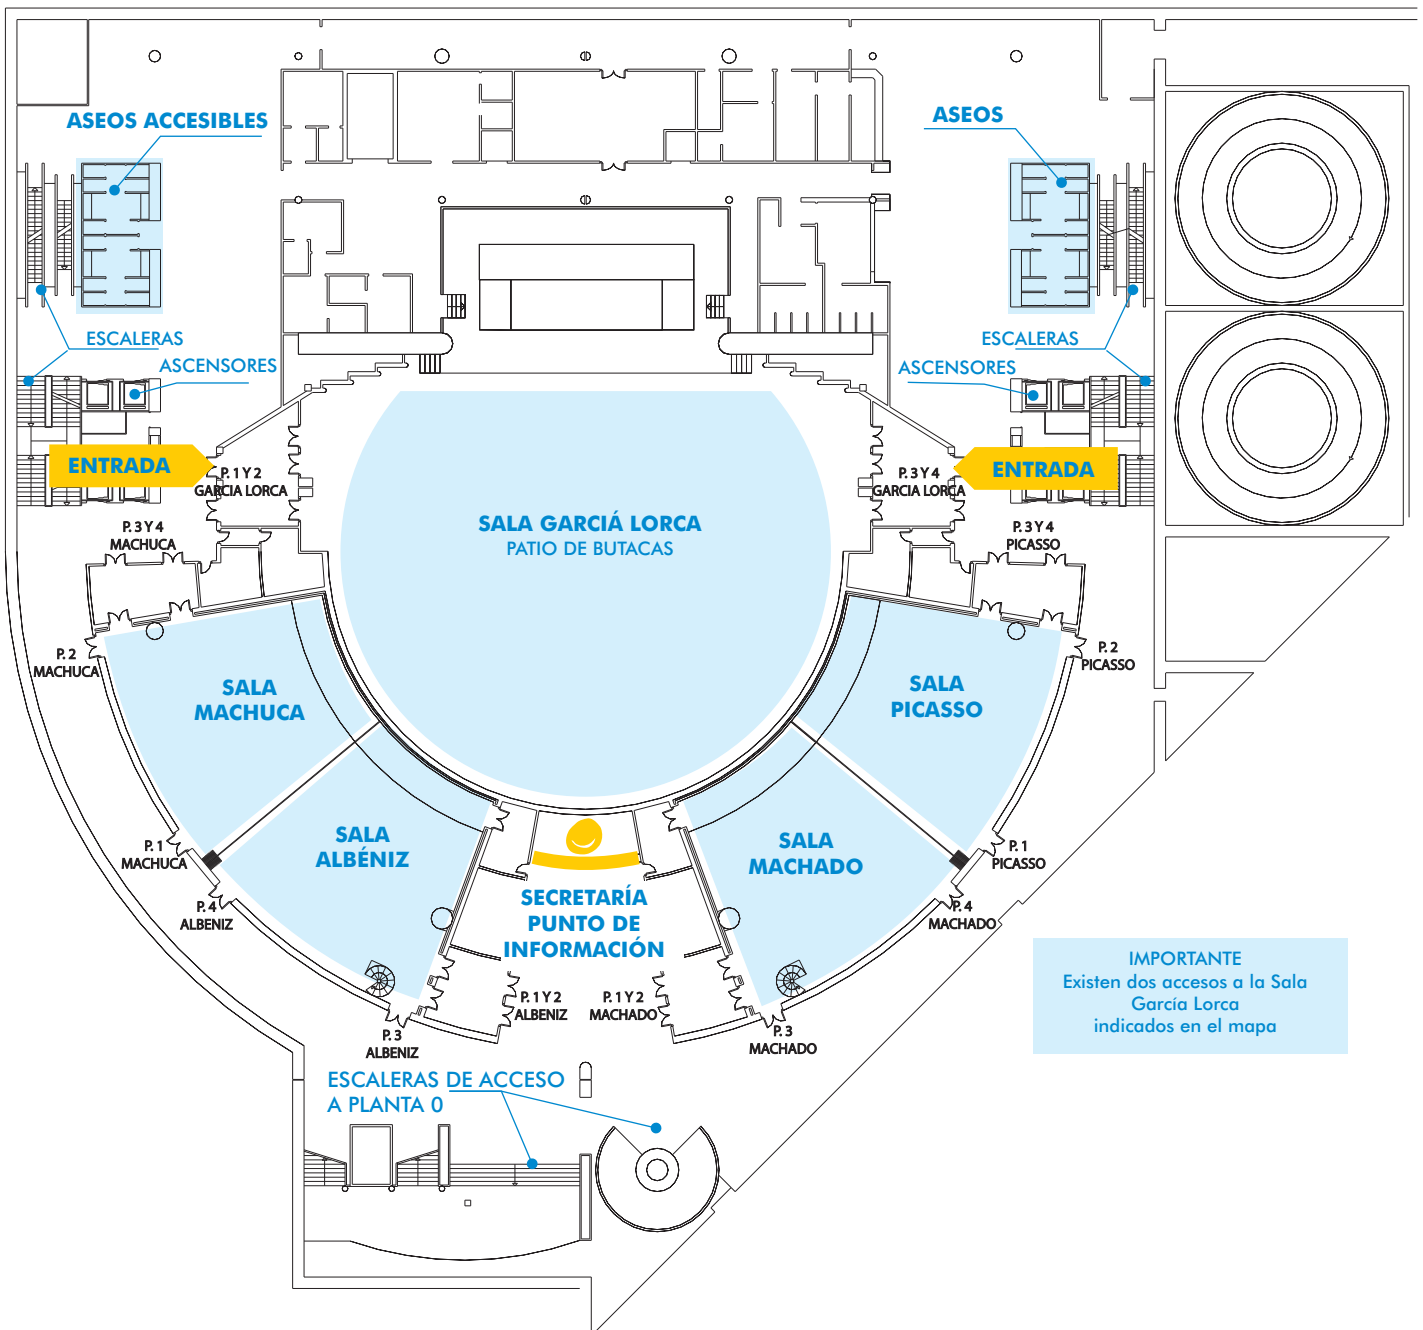 ASEOS ACCESIBLES
ASEOS
ESCALERAS
ASCENSORES
ESCALERAS
ASCENSORES
ENTRADA
P. 1 Y 2
GARCIA LORCA
P. 3 Y 4
GARCIA LORCA
ENTRADA
SALA GARCIÁ LORCA
PATIO DE BUTACAS
P. 3 Y 4
MACHUCA
P. 3 Y 4
PICASSO
P. 2
MACHUCA
P. 2
PICASSO
SALA
MACHUCA
SALA
PICASSO
SALA
ALBÉNIZ
SALA
MACHADO
P. 1
MACHUCA
P. 1
PICASSO
P. 4
ALBENIZ
P. 4
MACHADO
SECRETARÍA
PUNTO DE
INFORMACIÓN
P. 1 Y 2
ALBENIZ
P. 1 Y 2
MACHADO
P. 3
ALBENIZ
P. 3
MACHADO
IMPORTANTE
Existen dos accesos a la Sala
García Lorca
indicados en el mapa
ESCALERAS DE ACCESO
A PLANTA 0